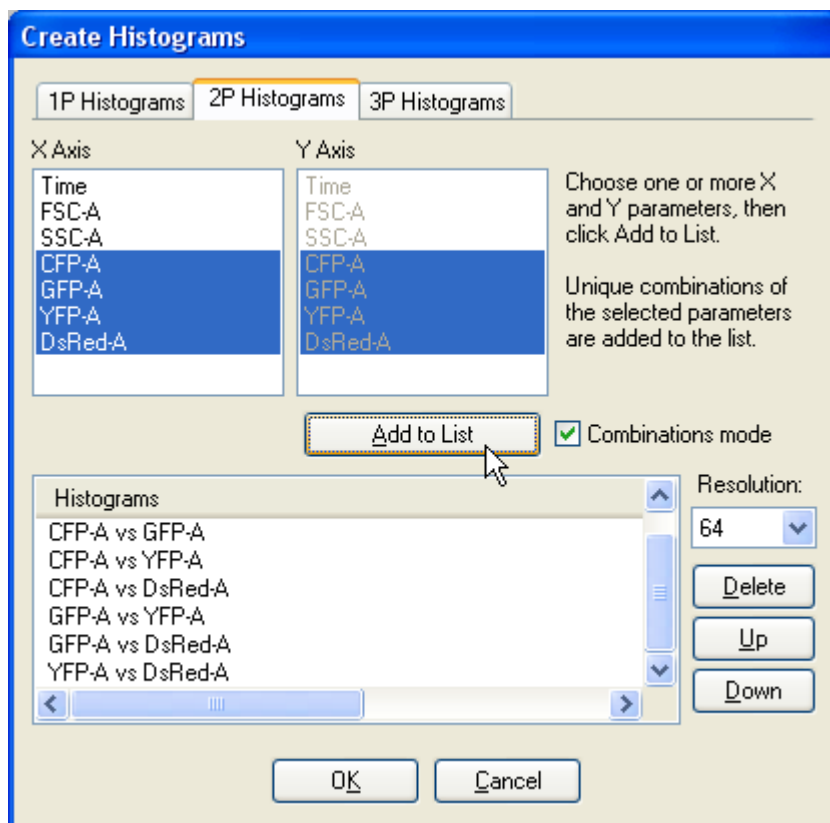 Create Histograms
1P Histograms 2P Histograms 3P Histograms
X Axis
Time
FSC-A
SSC-A
CFP-A
GFP-A
YFP-A
DsRed-A
Y Axis
Time
FSC-A
SSC-A
CFP-A
GFP-A
YFP-A
DsRed-A
Choose one or more X
and Y parameters, then
click Add to List.
Unique combinations of
the selected parameters
are added to the list.
Add to List
Combinations mode
Histograms
CFP-A vs GFP-A
CFP-A vs YFP-A
CFP-A vs DsRed-A
GFP-A vs YFP-A
GFP-A vs DsRed-A
YFP-A vs DsRed-A
Resolution:
64
Delete
Up
Down
OK
Cancel